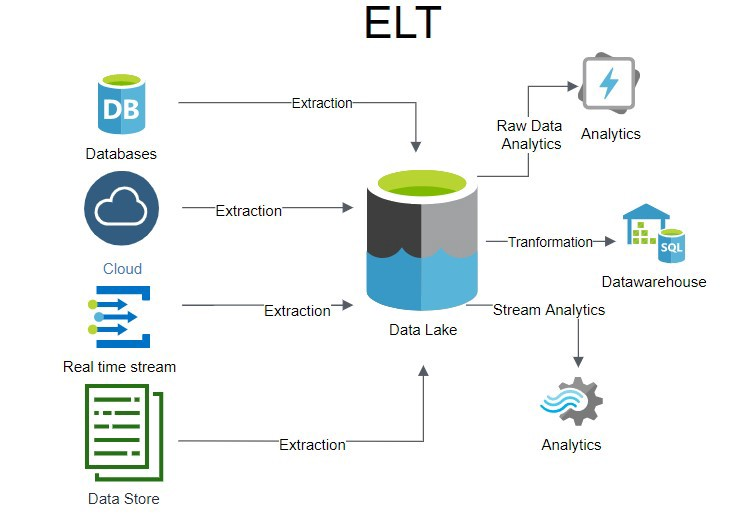 ELT
DB
Databases
Extraction
Cloud
Extraction
Real time stream
Extraction
Data Store
Extraction
Data Lake
Raw Data
Analytics
Analytics
Tranformation
SQL
Datawarehouse
Stream Analytics
Analytics